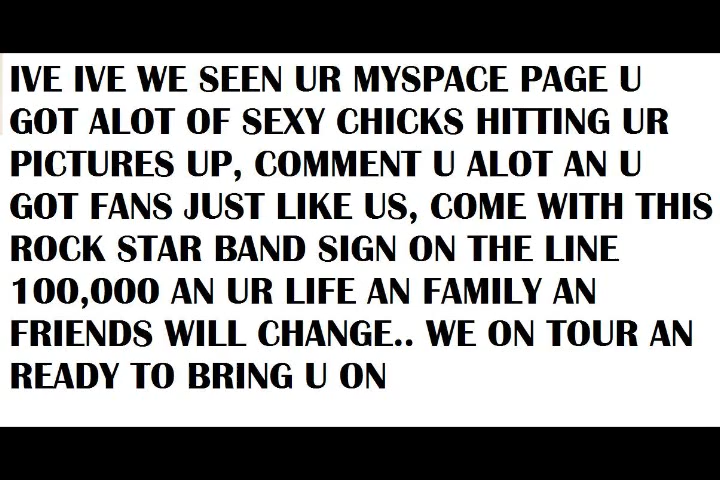 IVE IVE WE SEEN UR MYSPACE PAGE U
GOT ALOT OF SEXY CHICKS HITTING UR
PICTURES UP, COMMENT U ALOT AN U
GOT FANS JUST LIKE US, COME WITH THIS
ROCK STAR BAND SIGN ON THE LINE
100,000 AN UR LIFE AN FAMILY AN
FRIENDS WILL CHANGE.. WE ON TOUR AN
READY TO BRING U ON